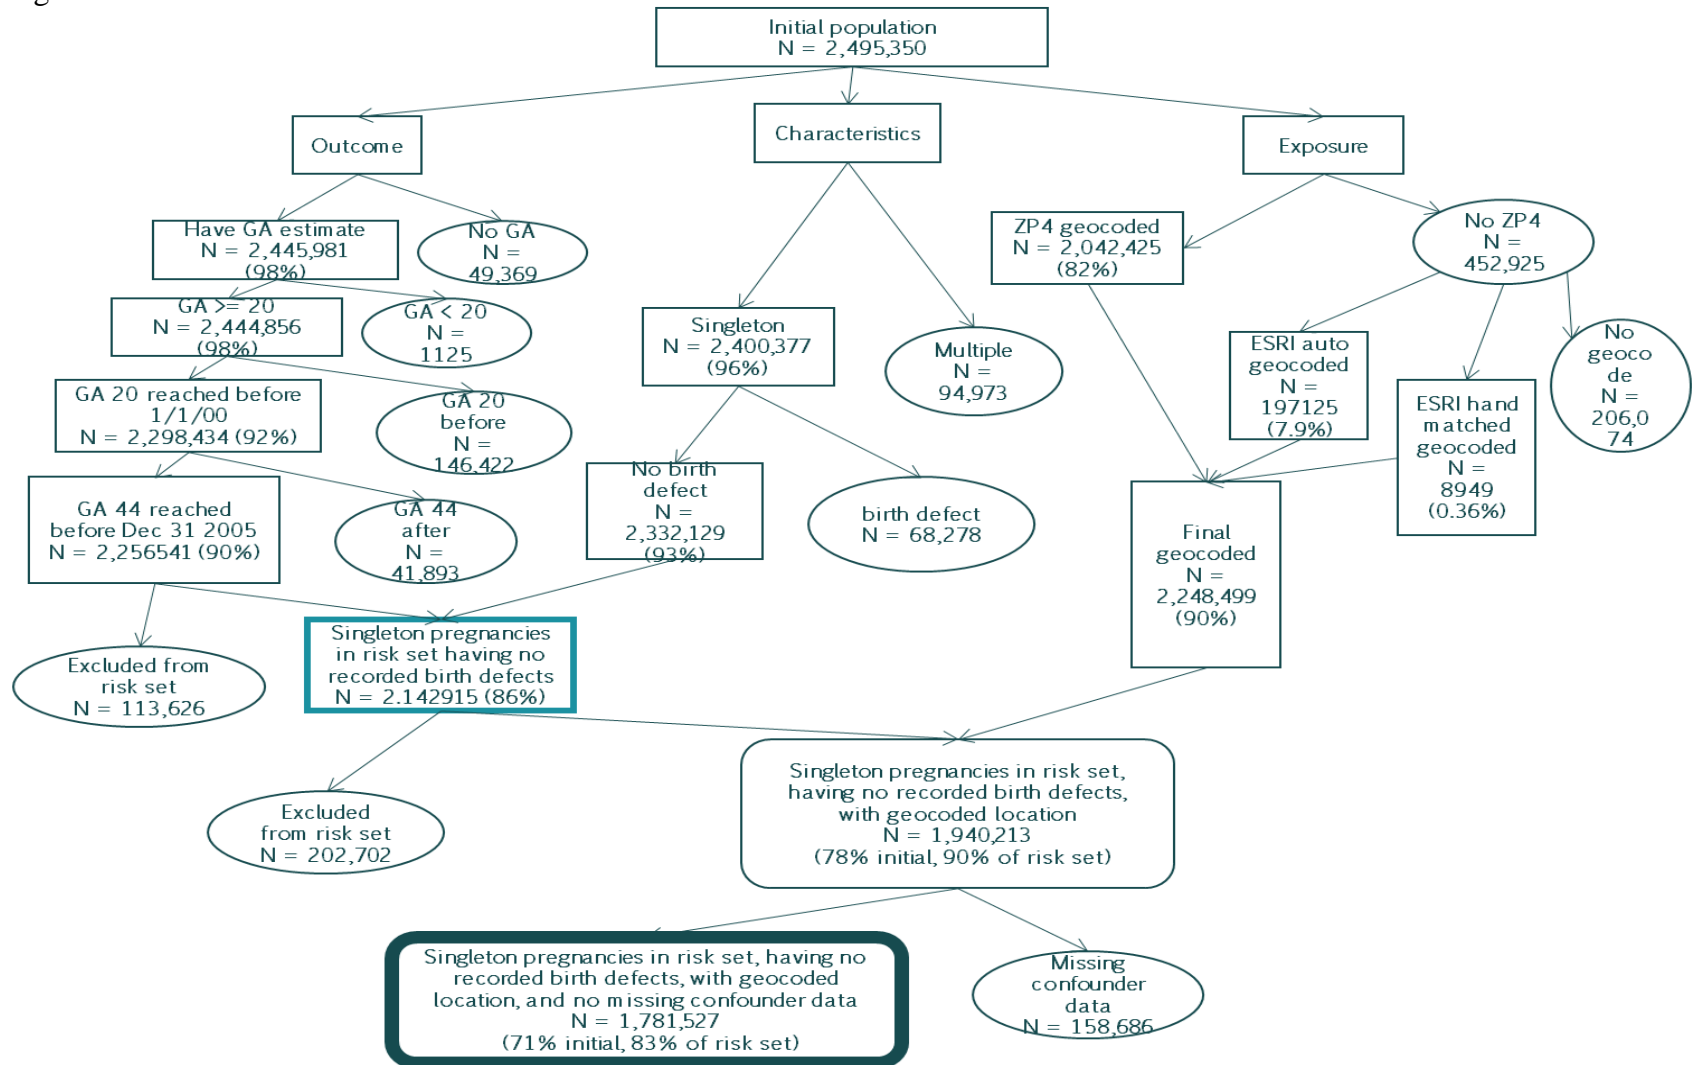 Initial population
N = 2,495,350
Outcome
Characteristics
Exposure
Have GA estimate
N = 2,445,981
(98%)
No GA
N =
49,369
ZP4 geocoded
N = 2,042,425
(82%)
No ZP4
N =
452,925
GA >= 20
N = 2,444,856
(98%)
GA < 20
N =
1125
Singleton
N = 2,400,377
(96%)
Multiple
N =
94,973
ESRI auto
geocoded
N =
197125
(7.9%)
ESRI hand
matched
geocoded
N =
8949
(0.36%)
No
geoco
de
N =
206,0
74
GA 20 reached before
1/1/00
N = 2,298,434 (92%)
GA 20
before
N =
146,422
No birth
defect
N =
2,332,129
(93%)
birth defect
N = 68,278
GA 44 reached
before Dec 31 2005
N = 2,256541 (90%)
GA 44
after
N =
41,893
Final
geocoded
N =
2,248,499
(90%)
Excluded from
risk set
N = 113,626
Singleton pregnancies
in risk set having no
recorded birth defects
N = 2.142915 (86%)
Excluded
from risk set
N = 202,702
Singleton pregnancies in risk set,
having no recorded birth defects,
with geocoded location
N = 1,940,213
(78% initial, 90% of risk set)
Singleton pregnancies in risk set, having no
recorded birth defects, with geocoded
location, and no missing confounder data
N = 1,781,527
(71% initial, 83% of risk set)
Missing
confounder
data
N = 158,686